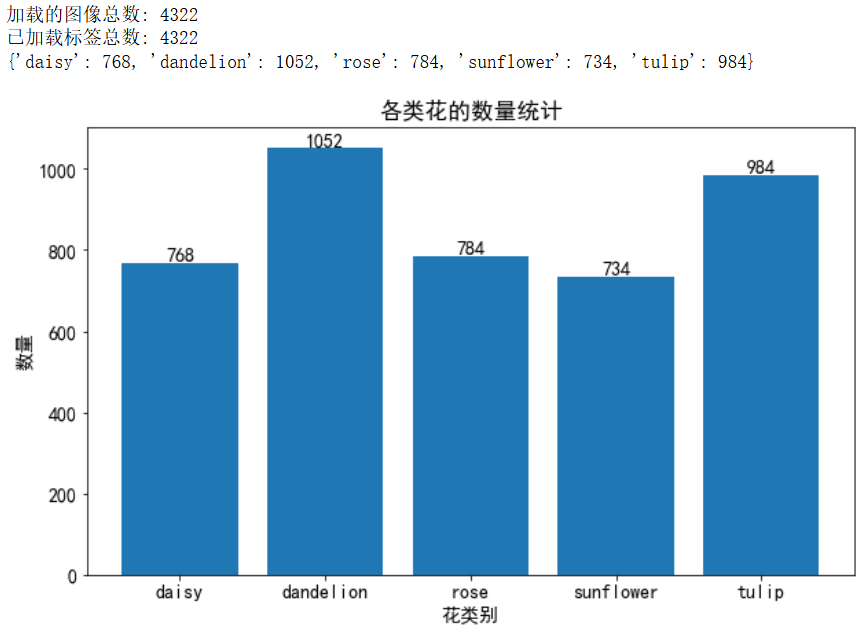 加载的图像总数: 4322
已加载标签总数: 4322
{'daisy': 768, 'dandelion': 1052, 'rose': 784, 'sunflower': 734, 'tulip': 984}
各类花的数量统计
1052
984
784
768
734
1000
800
600
400
200
0
数量
daisy dandelion rose sunflower tulip
花类别